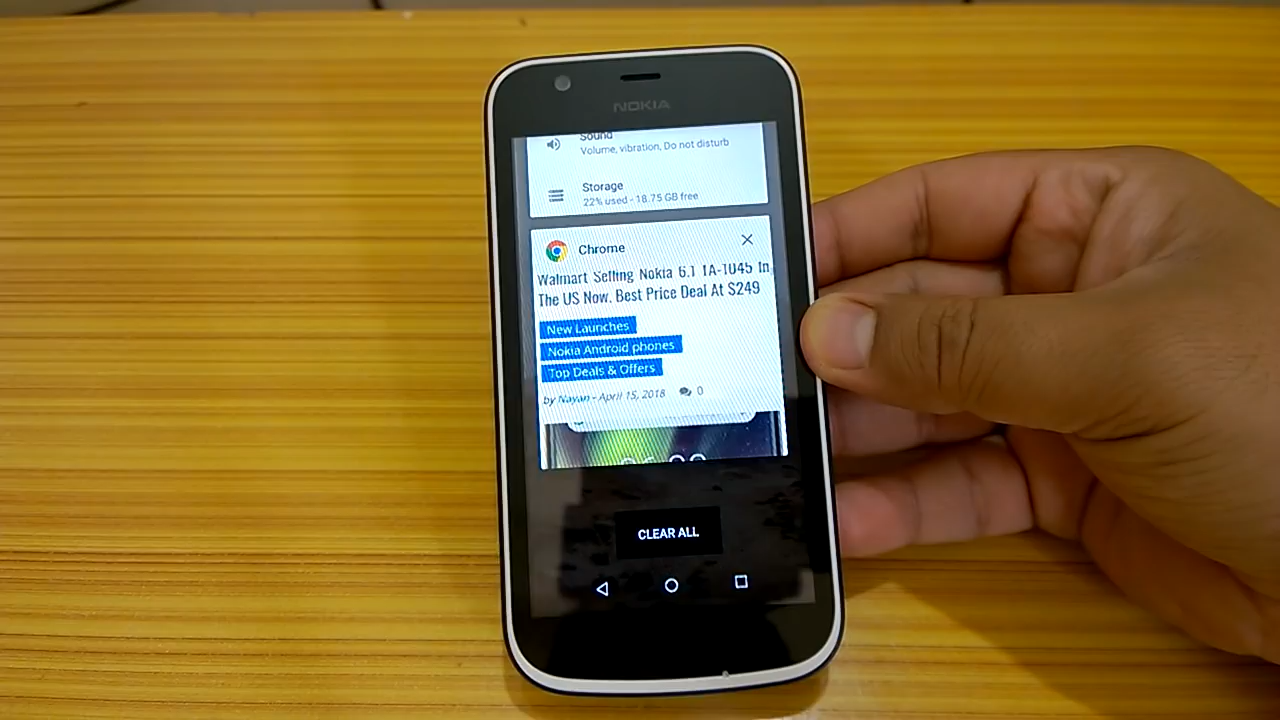 NOKIA
Sound
Volume, vibration, Do not disturb
Storage
22% used - 18.75 GB free
Chrome
Walmart Selling Nokia 6.1 TA-1045 In
The US Now. Best Price Deal At $249
New Launches
Nokia Android phones
Top Deals & Offers
by Nayan - April 15, 2018 0
CLEAR ALL